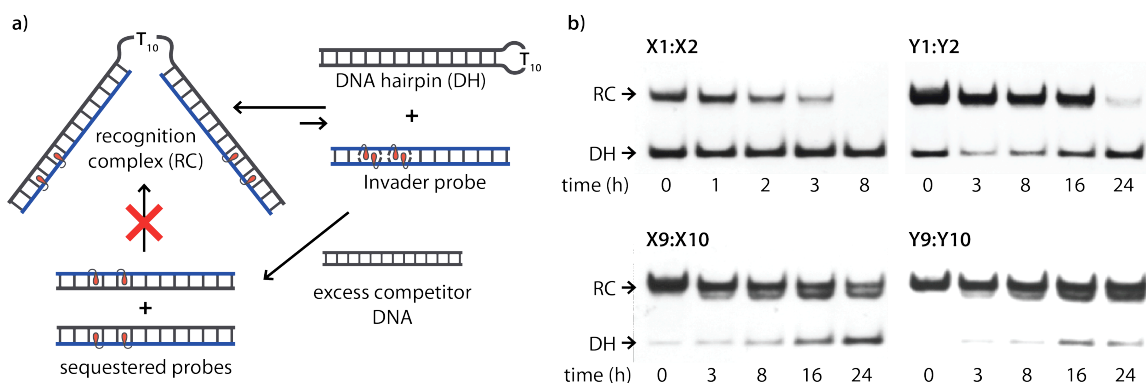 a)
T10
recognition
complex (RC)
DNA hairpin (DH)
T10
+
Invader probe
excess competitor
DNA
+
sequestered probes
b)
X1:X2
Y1:Y2
RC
DH
time (h) 0 1 2 3 8
0 3 8 16 24
X9:X10
Y9:Y10
RC
DH
time (h) 0 3 8 16 24
0 3 8 16 24